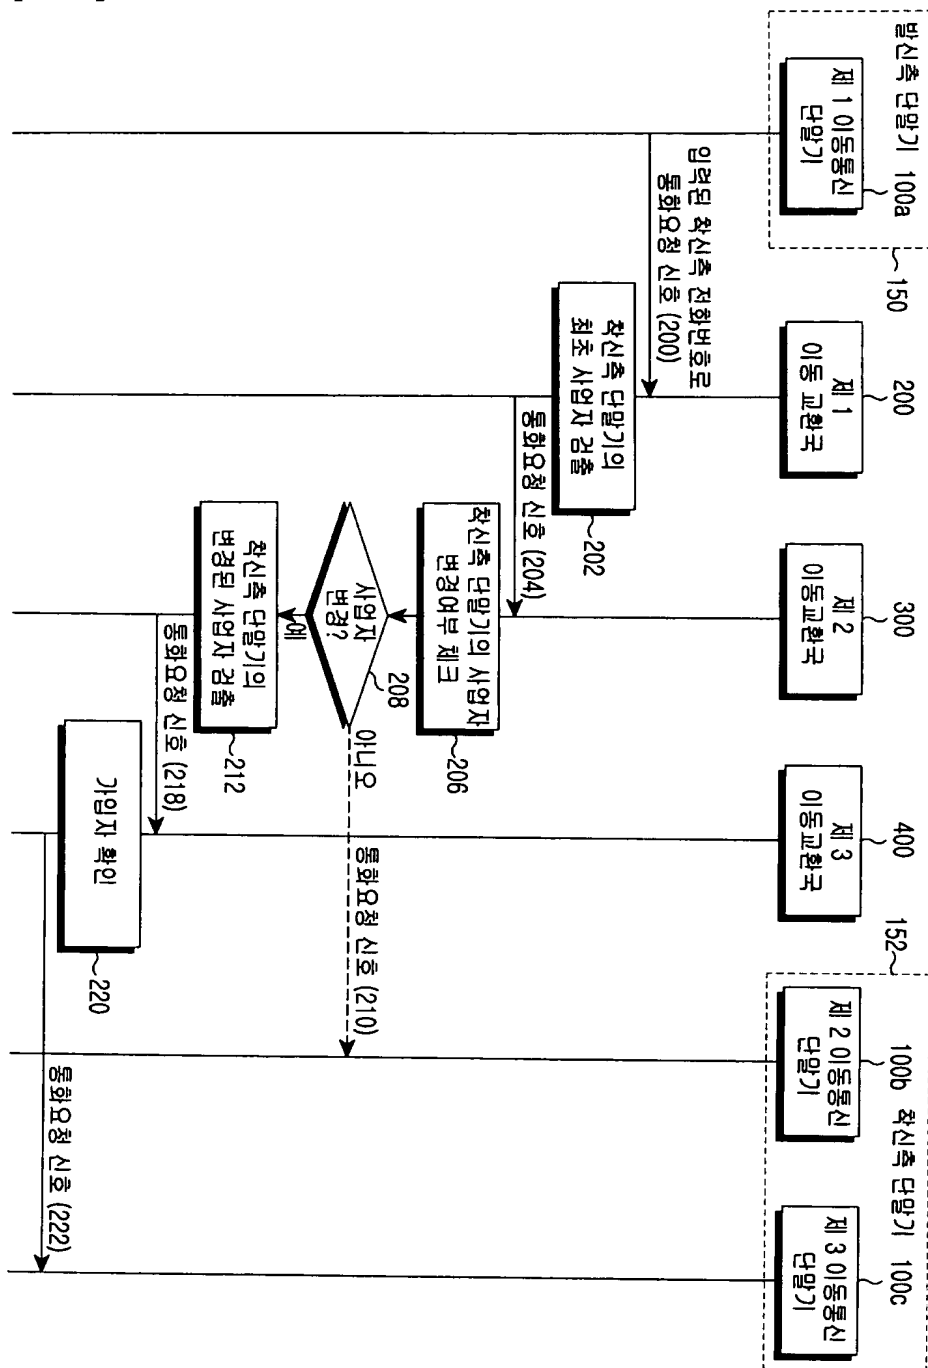 발신측 단말기 100a
제 1 이동통신
단말기
150
200
제 1
이동 교환국
300
제 2
이동교환국
400
제 3
이동교환국
152
100b 착신측 단말기 100c
제 2 이동통신
단말기
제 3 이동통신
단말기
입력된 착신측 전화번호로
통화요청 신호 (200)
착신측 단말기의
최초 사업자 검출
202
통화요청 신호 (204)
착신측 단말기의 사업자
변경여부 체크
206
사업자
변경?
208
아니요
통화요청 신호 (210)
예
착신측 단말기의
변경된 사업자 검출
212
통화요청 신호 (218)
가입자 확인
220
통화요청 신호 (222)